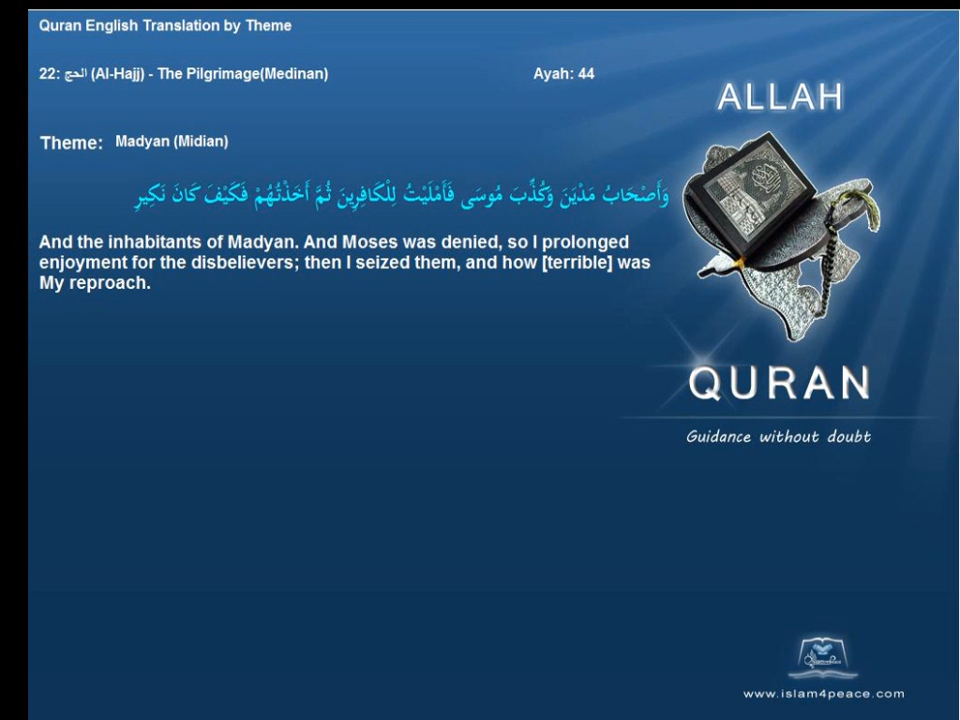 Quran English Translation by Theme
22: الحج (Al-Hajj) - The Pilgrimage(Medinan) Ayah: 44
ALLAH
Theme: Madyan (Midian)
وَأَصْحَابُ مَدْيَنَ وَكُذِّبَ مُوسَى فَأَمْلَيْتُ لِلْكَافِرِينَ ثُمَّ أَخَذْتُهُمْ فَكَيْفَ كَانَ نَكِيرِ
And the inhabitants of Madyan. And Moses was denied, so I prolonged
enjoyment for the disbelievers; then I seized them, and how [terrible] was
My reproach.
QURAN
Guidance without doubt
www.islam4peace.com